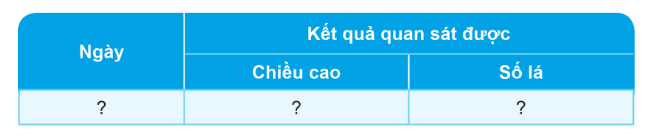 Ngày
Kết quả quan sát được
Chiều cao
Số lá
?
?
?